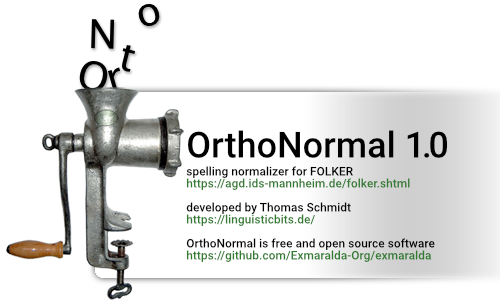 o
N
t
Or
OrthoNormal 1.0
spelling normalizer for FOLKER
https://agd.ids-mannheim.de/folker.shtml
developed by Thomas Schmidt
https://linguisticbits.de/
OrthoNormal is free and open source software
https://github.com/Exmaralda-Org/exmaralda